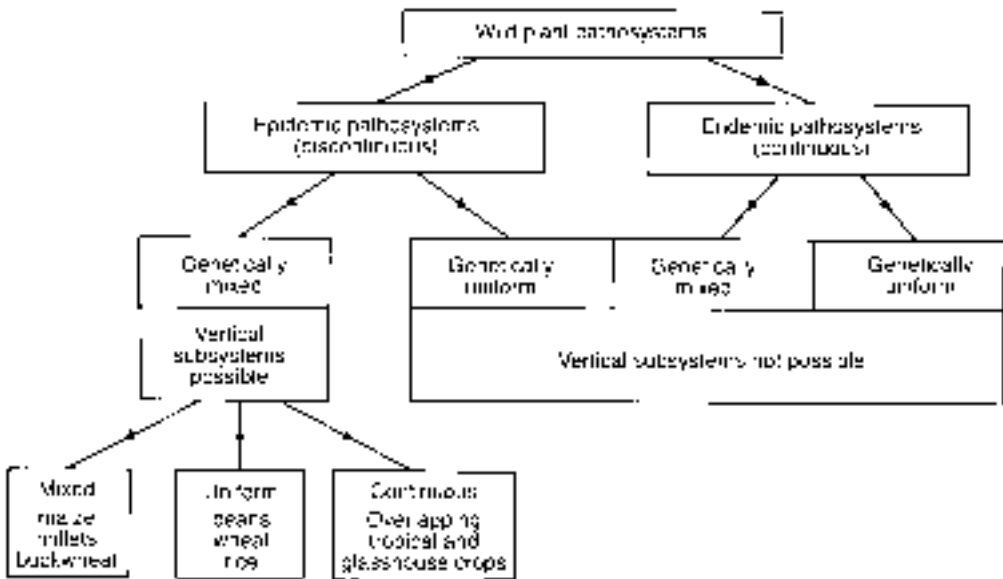 Wild plant pathosystems
Epidemic pathosystems
(discontinuous)
Endemic pathosystems
(continuous)
Genetically
mixed
Genetically
uniform
Genetically
mixed
Genetically
uniform
Vertical
subsystems
possible
Vertical subsystems not possible
Mixed
maize
millets
buckwheat
Uniform
beans
wheat
rice
Continuous
Overlapping
tropical and
glasshouse crops